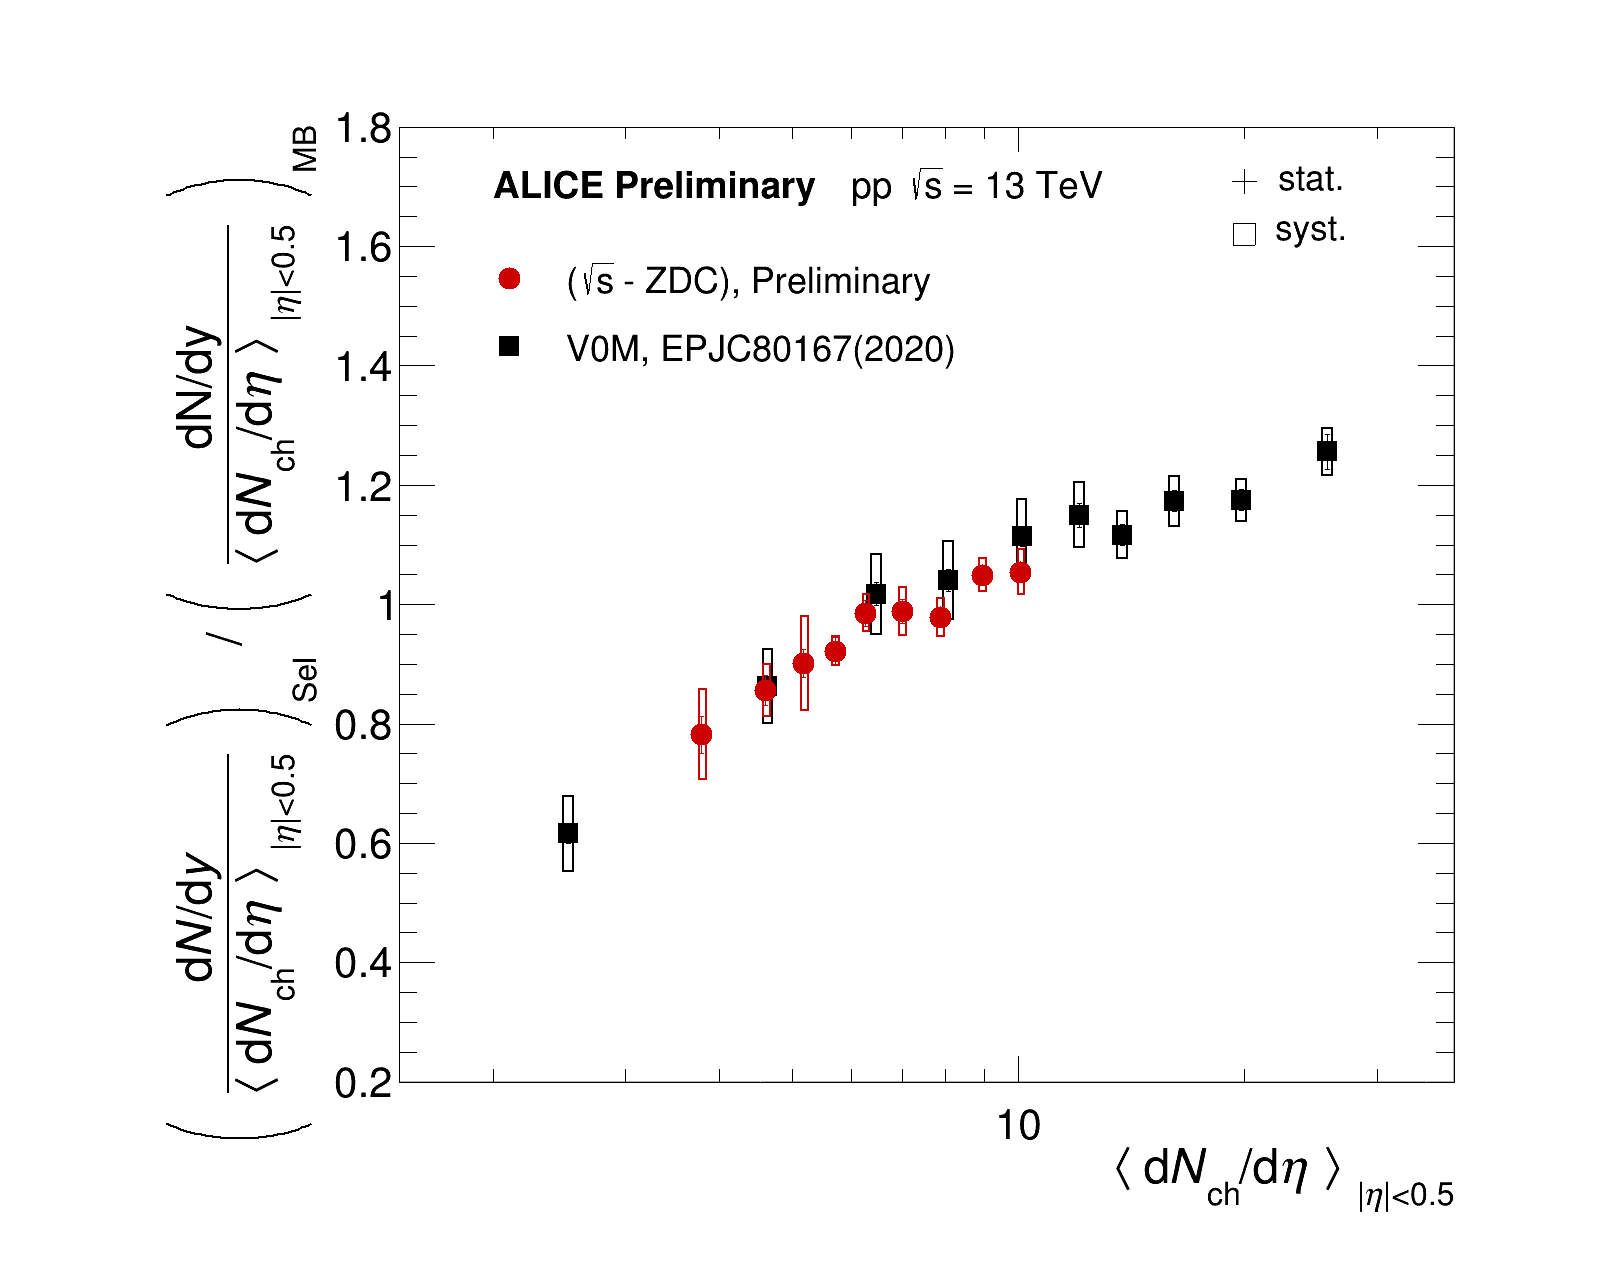 ALICE Preliminary pp √s = 13 TeV
stat.
syst.
(√s - ZDC), Preliminary
V0M, EPJC80167(2020)
1.8
1.6
1.4
1.2
1
0.8
0.6
0.4
0.2
10
⟨ dN_ch/dη ⟩ |η|<0.5
( dN/dy
⟨ dN_ch/dη ⟩ |η|<0.5 ) Sel
/
( dN/dy
⟨ dN_ch/dη ⟩ |η|<0.5 ) MB